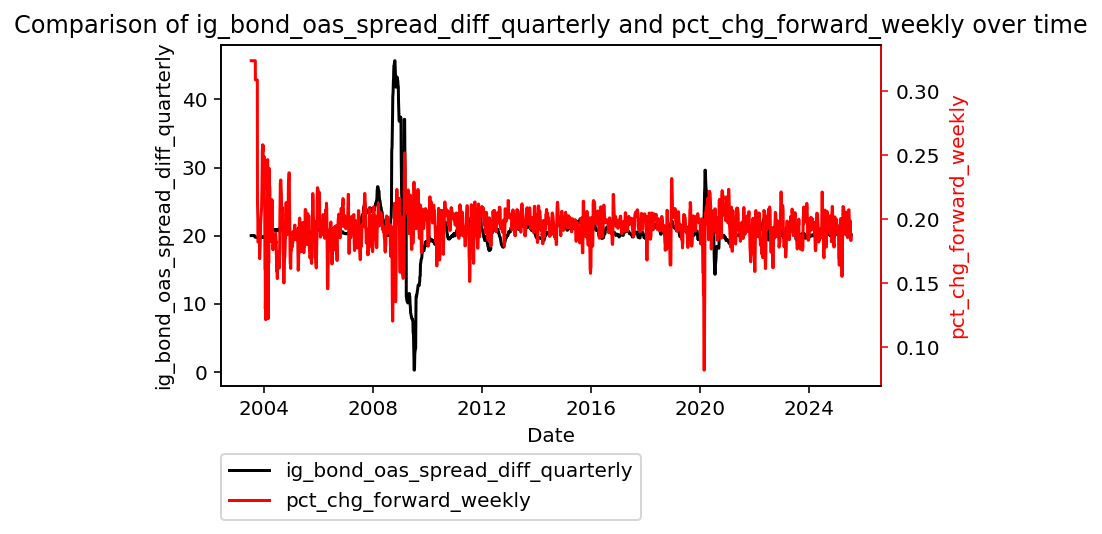 Comparison of ig_bond_oas_spread_diff_quarterly and pct_chg_forward_weekly over time
ig_bond_oas_spread_diff_quarterly
40
30
20
10
0
0.30
0.25
0.20
0.15
0.10
pct_chg_forward_weekly
2004 2008 2012 2016 2020 2024
Date
ig_bond_oas_spread_diff_quarterly
pct_chg_forward_weekly